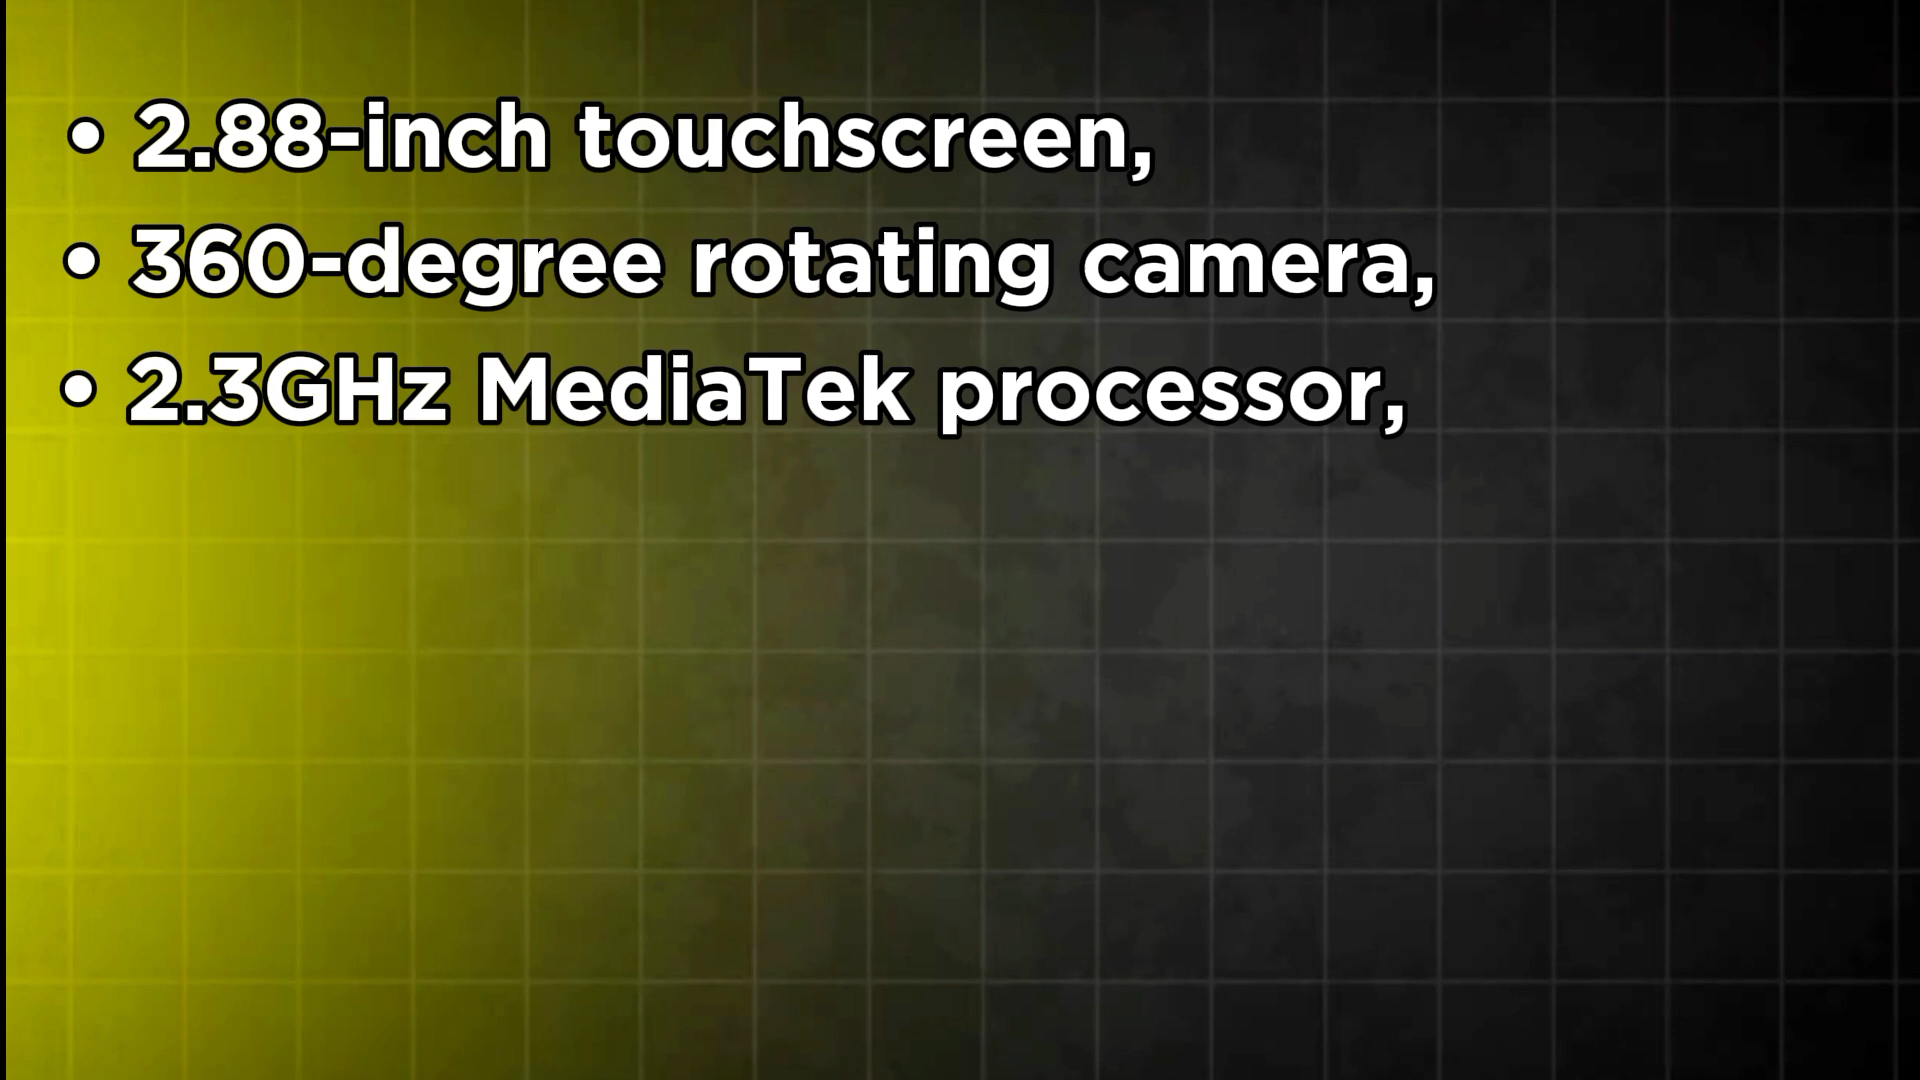 • 2.88-inch touchscreen,
• 360-degree rotating camera,
• 2.3GHz MediaTek processor,